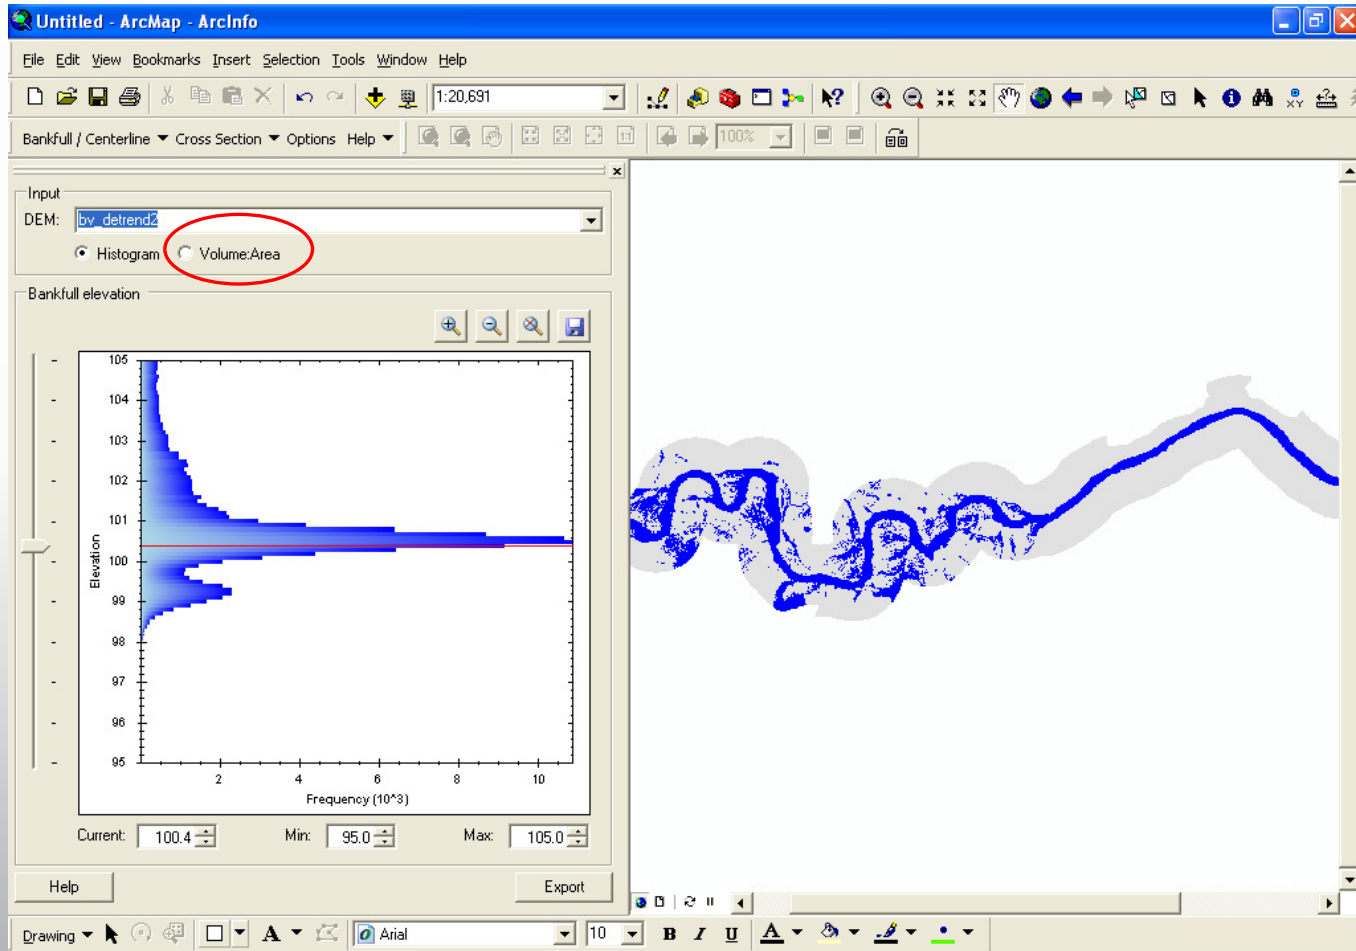 Untitled - ArcMap - ArcInfo
File Edit View Bookmarks Insert Selection Tools Window Help
1:20,691
Bankfull / Centerline Cross Section Options Help 100%
Input
DEM: bv_detrend2
Histogram Volume:Area
Bankfull elevation
105
104
103
102
101
100
99
98
97
96
95
Elevation
2 4 6 8 10
Frequency (10^3)
Current: 100.4 Min: 95.0 Max: 105.0
Help Export
Drawing A Arial 10 B I U A